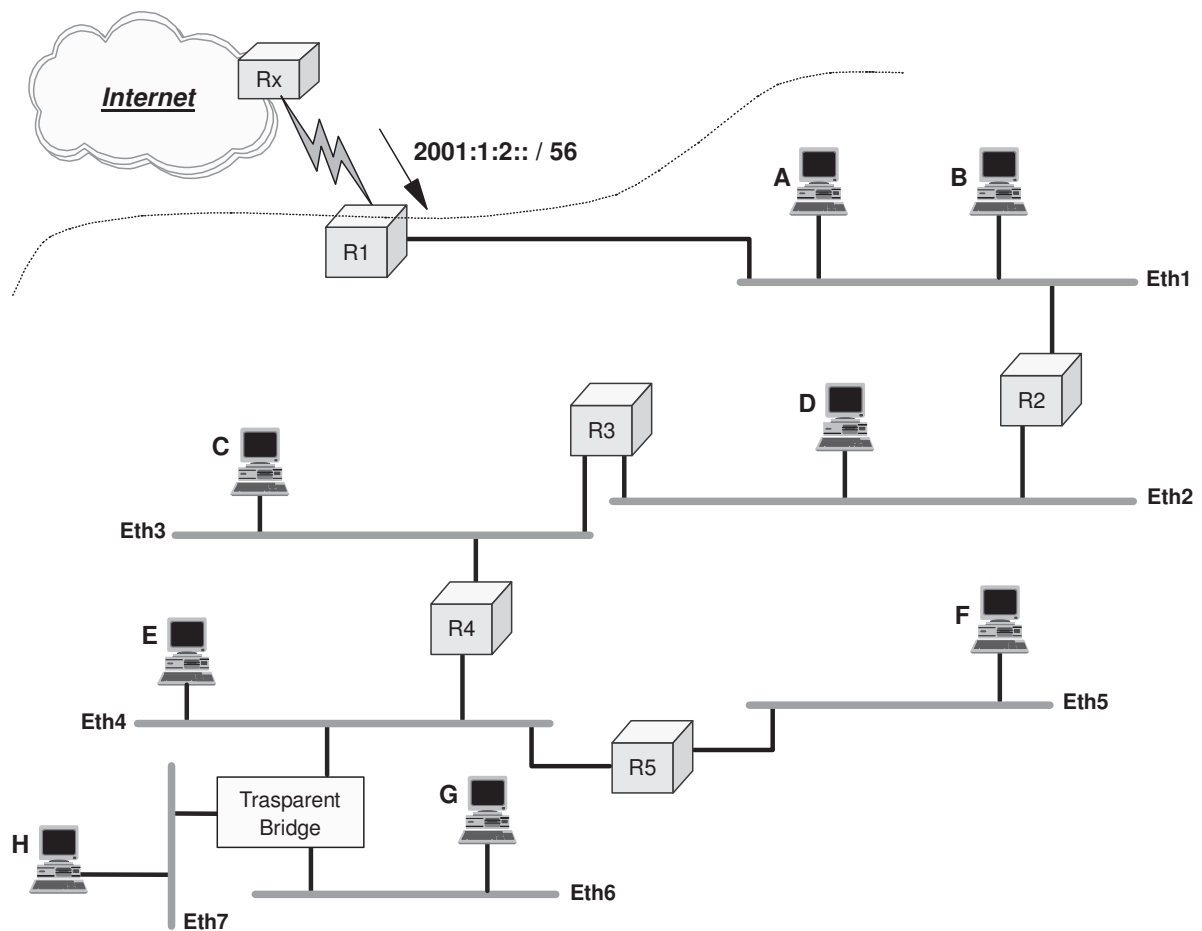 Rx
Internet
2001:1:2:: / 56
A
B
R1
Eth1
R2
D
R3
C
Eth2
Eth3
R4
F
E
Eth5
Eth4
R5
Trasparent
Bridge
G
H
Eth6
Eth7